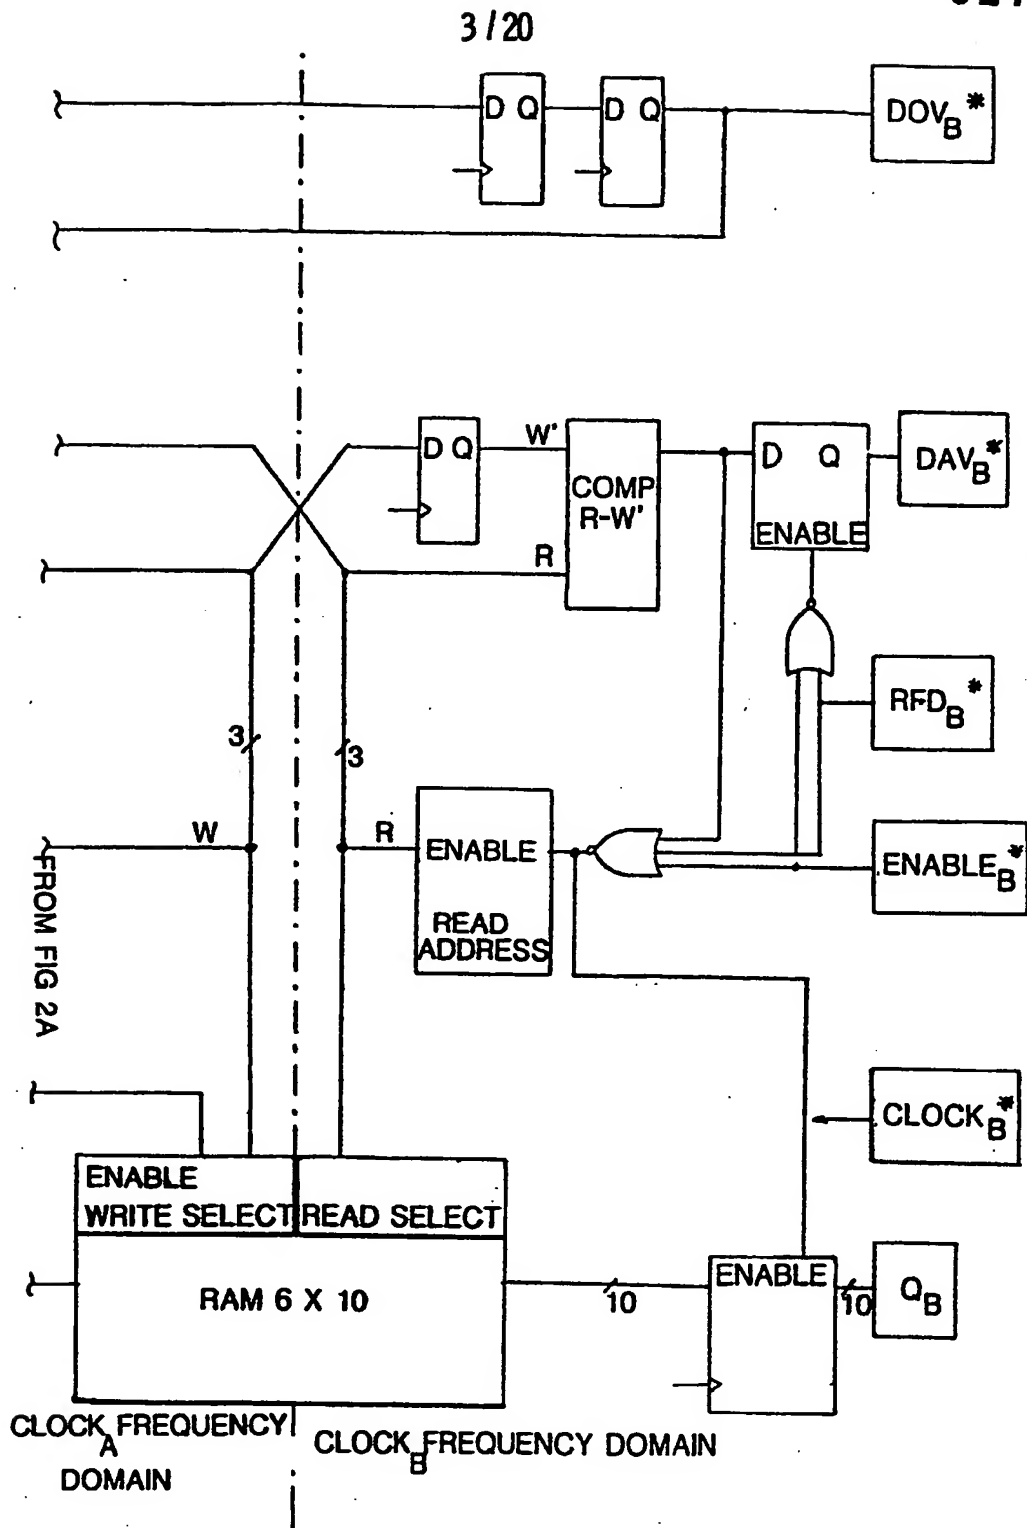 3/20
D Q
D Q
DOV_B*
D Q
W'
COMP
R-W'
R
D Q
ENABLE
DAV_B*
RFD_B*
3
3
W
R
ENABLE
READ
ADDRESS
ENABLE_B*
FROM FIG 2A
CLOCK_B*
ENABLE
WRITE SELECT
READ SELECT
RAM 6 X 10
10
ENABLE
10
Q_B
CLOCK_A FREQUENCY
DOMAIN
CLOCK_B FREQUENCY DOMAIN